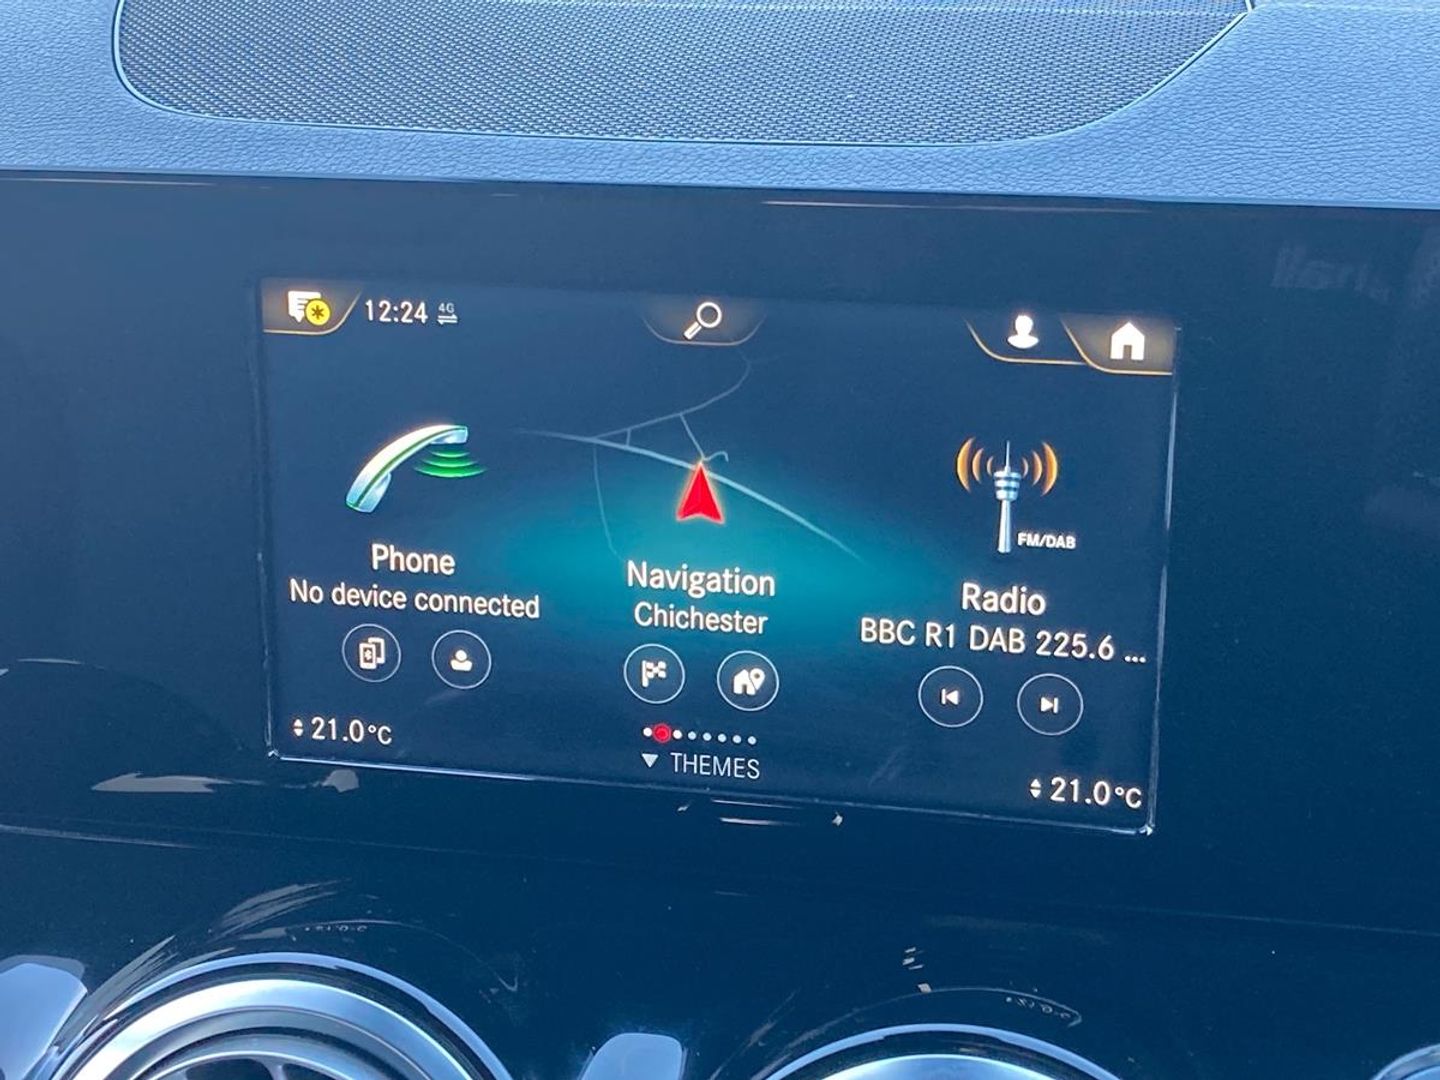 12:24 4G
FM/DAB
Phone
No device connected
Navigation
Chichester
Radio
BBC R1 DAB 225.6 ...
21.0°C
THEMES
21.0°C